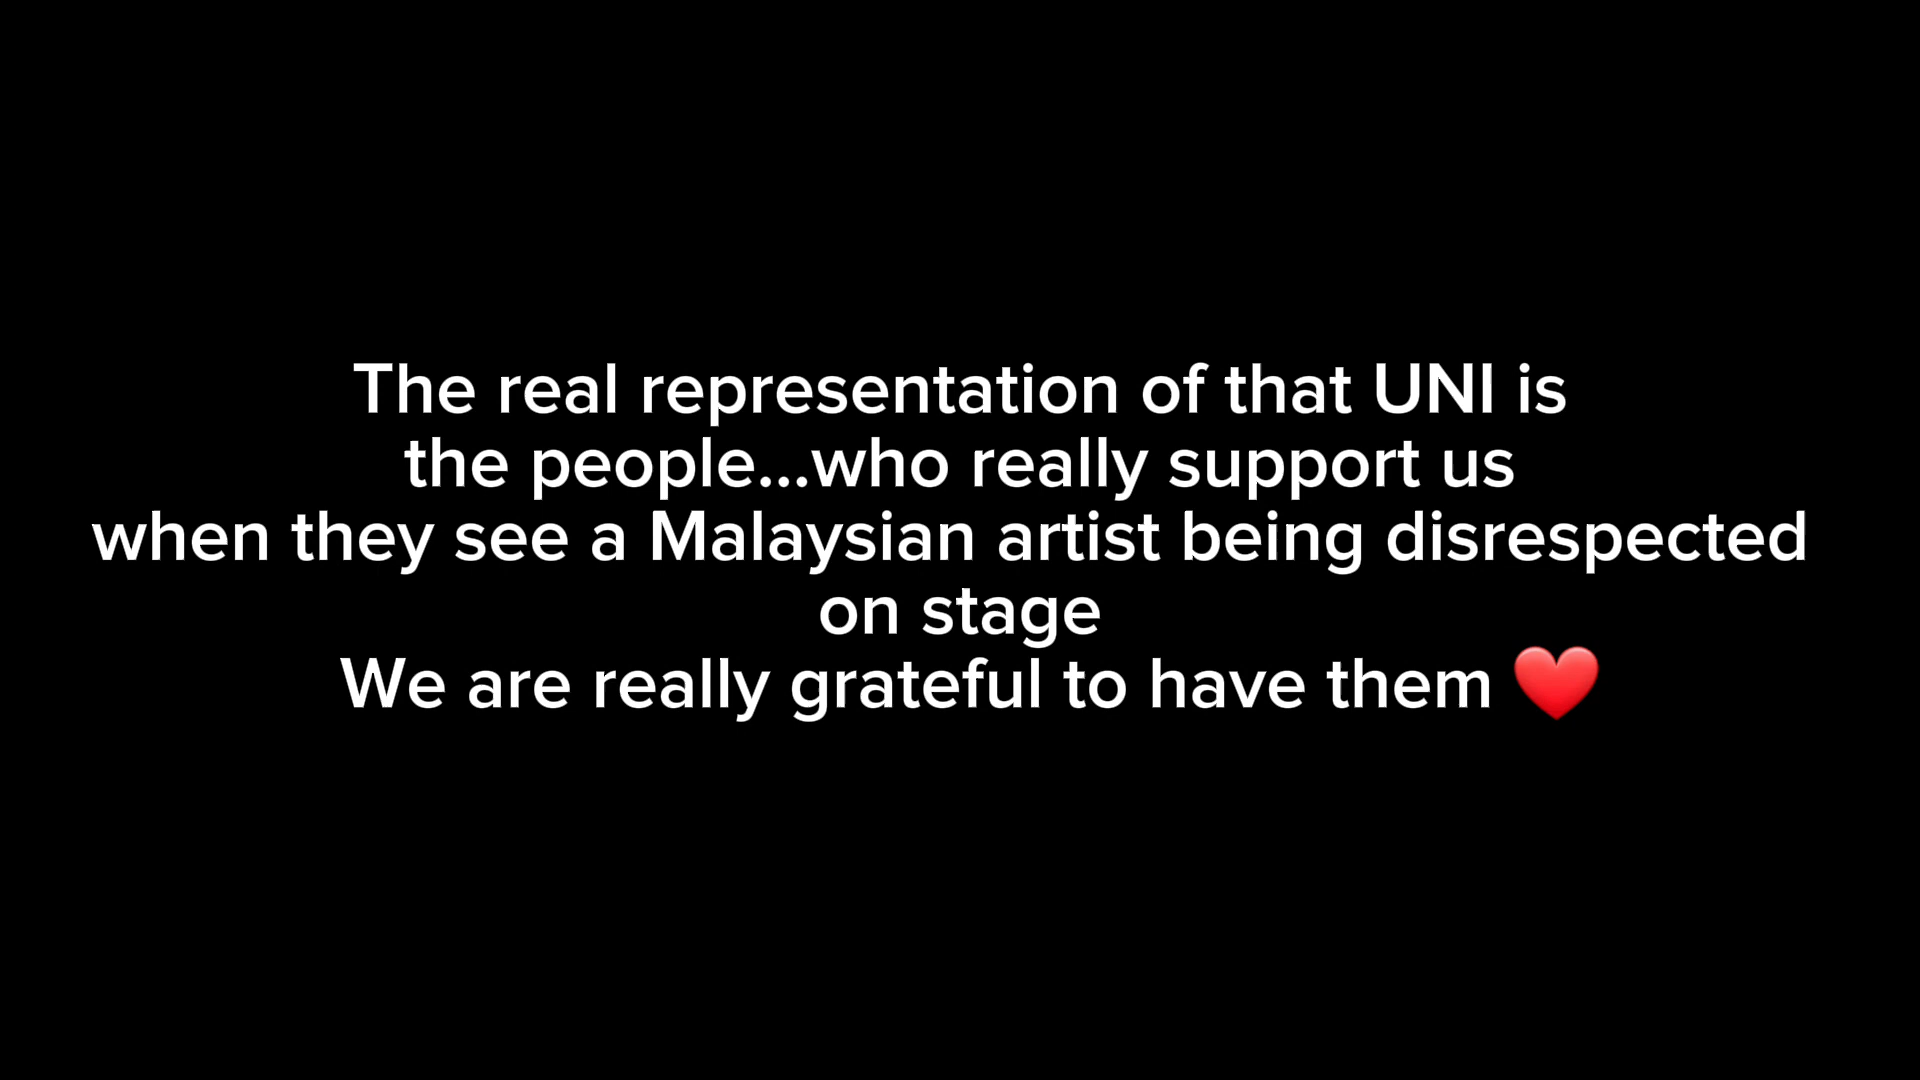 The real representation of that UNI is
the people...who really support us
when they see a Malaysian artist being disrespected
on stage
We are really grateful to have them ❤️